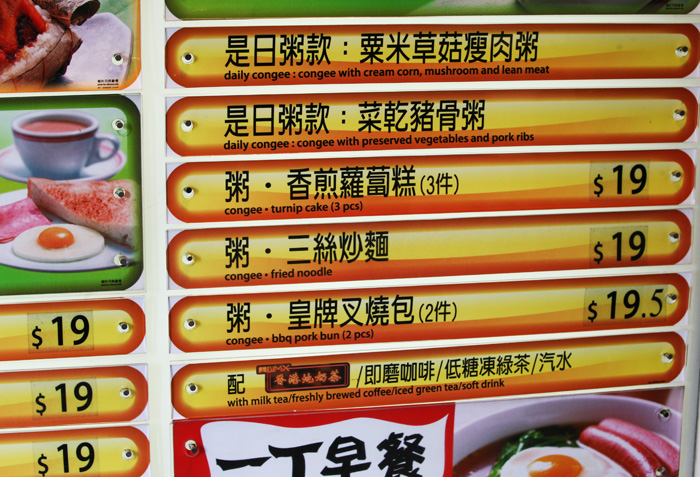 是日粥款：粟米草菇瘦肉粥
daily congee : congee with cream corn, mushroom and lean meat
是日粥款：菜乾豬骨粥
daily congee : congee with preserved vegetables and pork ribs
粥・香煎蘿蔔糕(3件) $19
congee • turnip cake (3 pcs)
粥・三絲炒麵 $19
congee • fried noodle
粥・皇牌叉燒包(2件) $19.5
congee • bbq pork bun (2 pcs)
配 香港地奶茶/即磨咖啡/低糖凍綠茶/汽水
with milk tea/freshly brewed coffee/iced green tea/soft drink
$19
$19
$19
一丁早餐